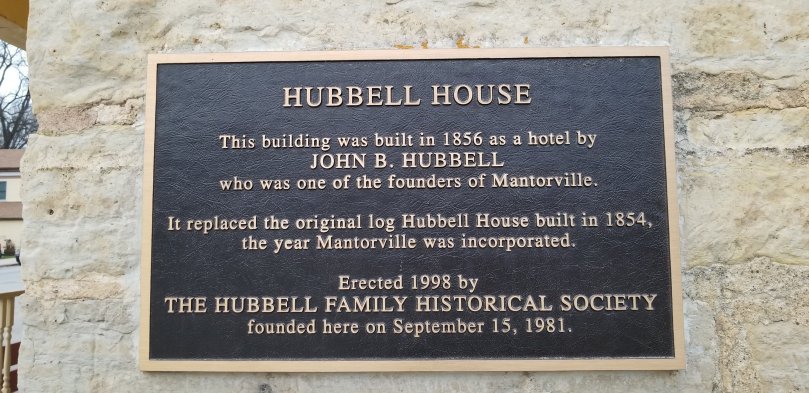 HUBBELL HOUSE
This building was built in 1856 as a hotel by
JOHN B. HUBBELL
who was one of the founders of Mantorville.
It replaced the original log Hubbell House built in 1854,
the year Mantorville was incorporated.
Erected 1998 by
THE HUBBELL FAMILY HISTORICAL SOCIETY
founded here on September 15, 1981.